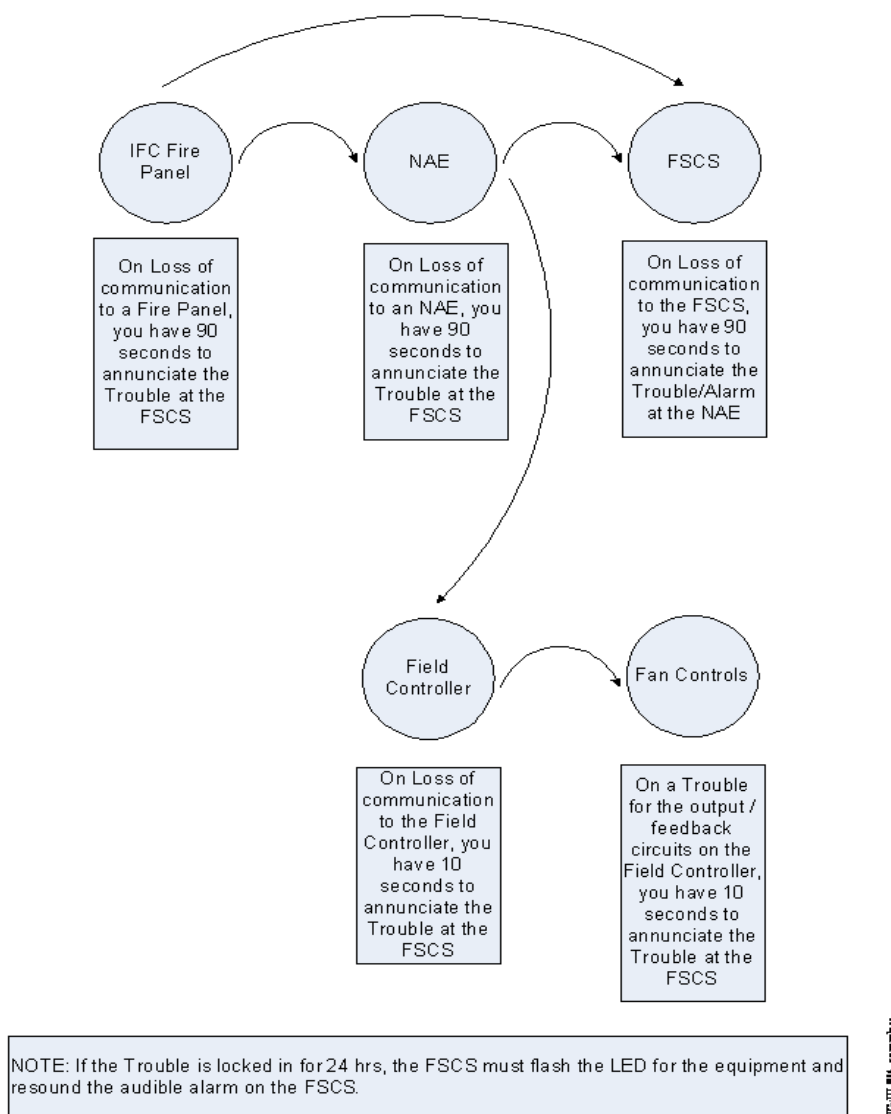 IFC Fire
Panel
NAE
FSCS
On Loss of
communication
to a Fire Panel,
you have 90
seconds to
annunciate the
Trouble at the
FSCS
On Loss of
communication
to an NAE, you
have 90
seconds to
annunciate the
Trouble at the
FSCS
On Loss of
communication
to the FSCS,
you have 90
seconds to
annunciate the
Trouble/Alarm
at the NAE
Field
Controller
Fan Controls
On Loss of
communication
to the Field
Controller, you
have 10
seconds to
annunciate the
Trouble at the
FSCS
On a Trouble
for the output /
feedback
circuits on the
Field Controller,
you have 10
seconds to
annunciate the
Trouble at the
FSCS
NOTE: If the Trouble is locked in for 24 hrs, the FSCS must flash the LED for the equipment and
resound the audible alarm on the FSCS.